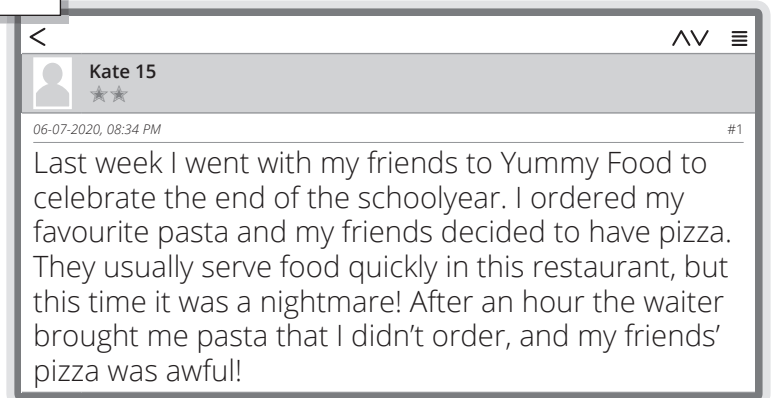 Kate 15
06-07-2020, 08:34 PM #1
Last week I went with my friends to Yummy Food to
celebrate the end of the schoolyear. I ordered my
favourite pasta and my friends decided to have pizza.
They usually serve food quickly in this restaurant, but
this time it was a nightmare! After an hour the waiter
brought me pasta that I didn’t order, and my friends’
pizza was awful!